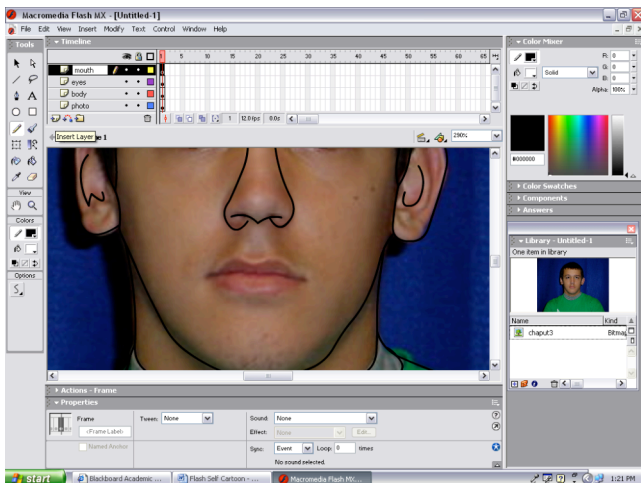 Macromedia Flash MX - [Untitled-1]
File Edit View Insert Modify Text Control Window Help
Tools
Timeline
1 5 10 15 20 25 30 35 40 45 50 55 60 65
mouth
eyes
body
photo
1 12.0 fps 0.0s
Insert Layer
e 1
290%
View
Colors
Options
Color Mixer
Solid
R: 0
G: 0
B: 0
Alpha: 100%
#000000
Color Swatches
Components
Answers
Library - Untitled-1
One item in library
Name Kind
chaput3 Bitmap
Actions - Frame
Properties
Frame
<Frame Label>
Named Anchor
Tween: None
Sound: None
Effect: None Edit...
Sync: Event Loop: 0 times
No sound selected.
start
Blackboard Academic ...
Flash Self Cartoon - ...
Macromedia Flash MX...
1:21 PM